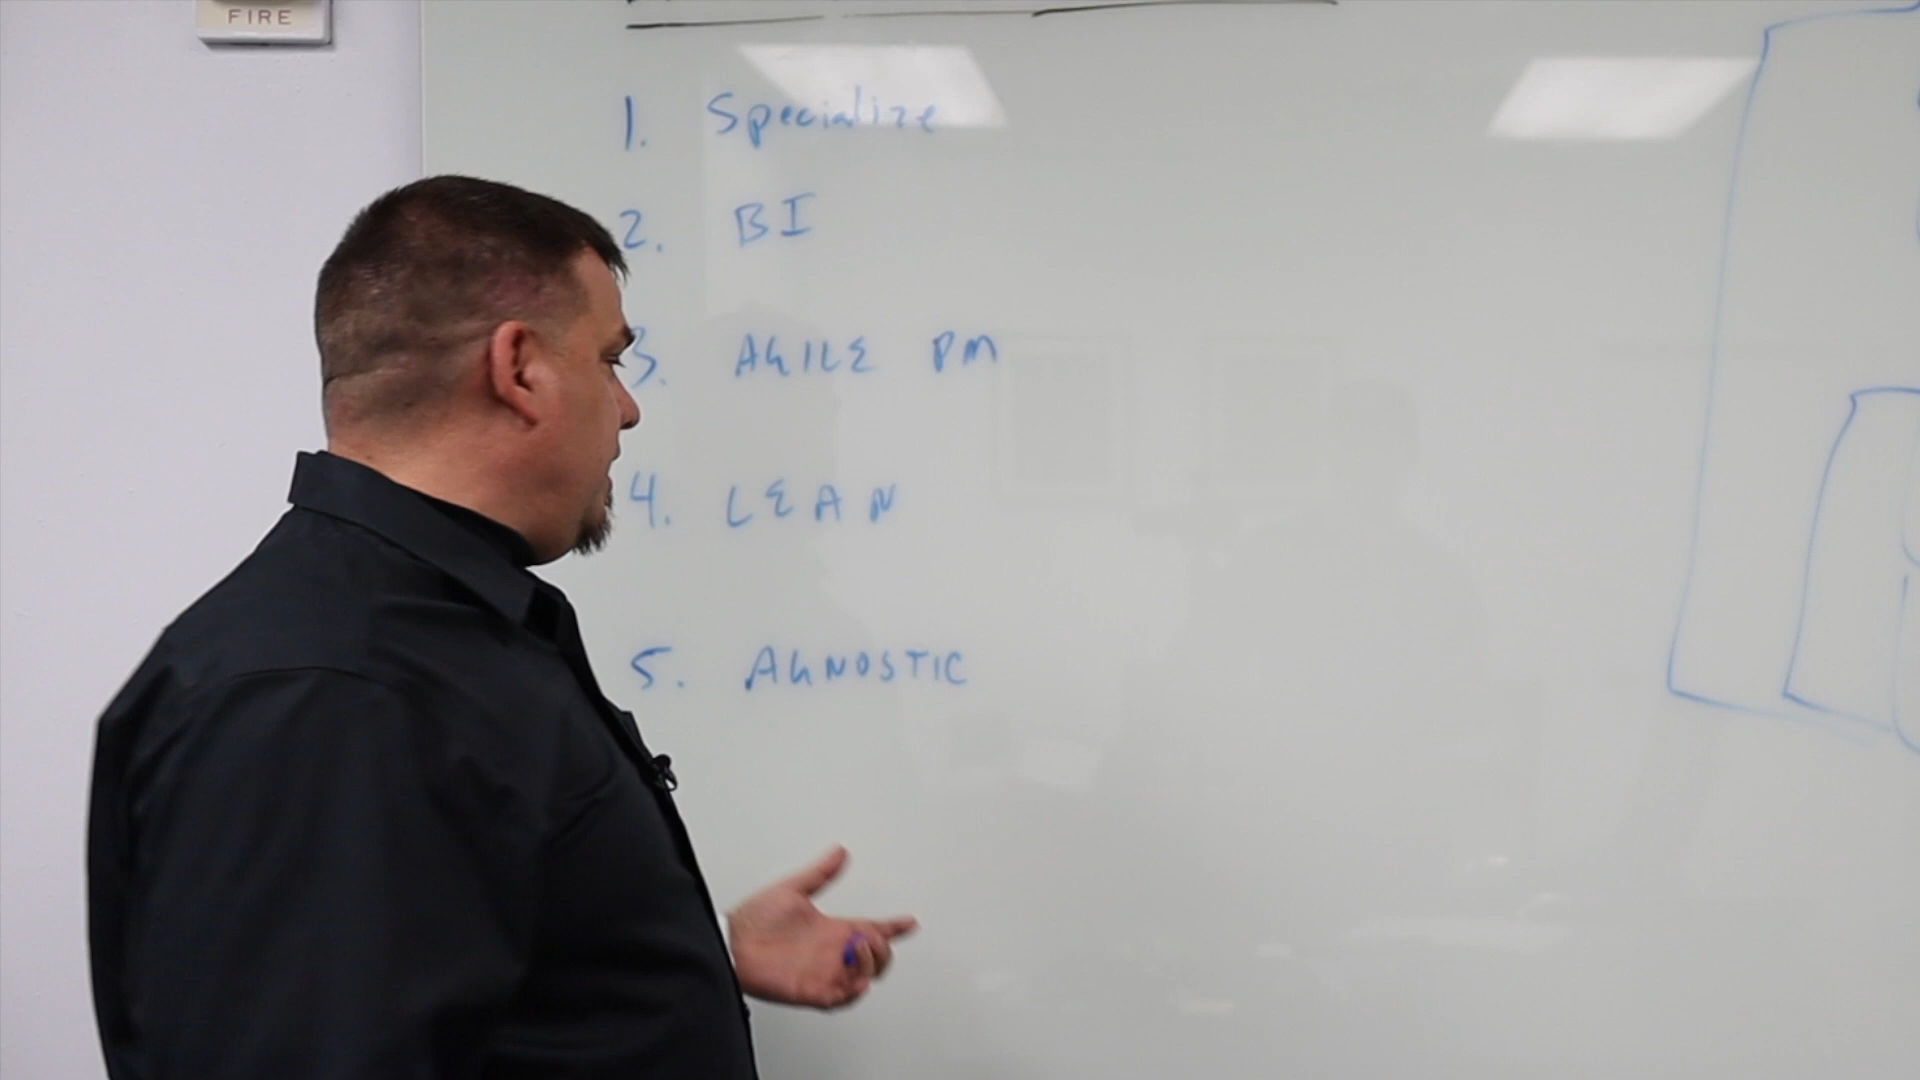 FIRE
1. Specialize
2. BI
3. AGILE PM
4. LEAN
5. AGNOSTIC